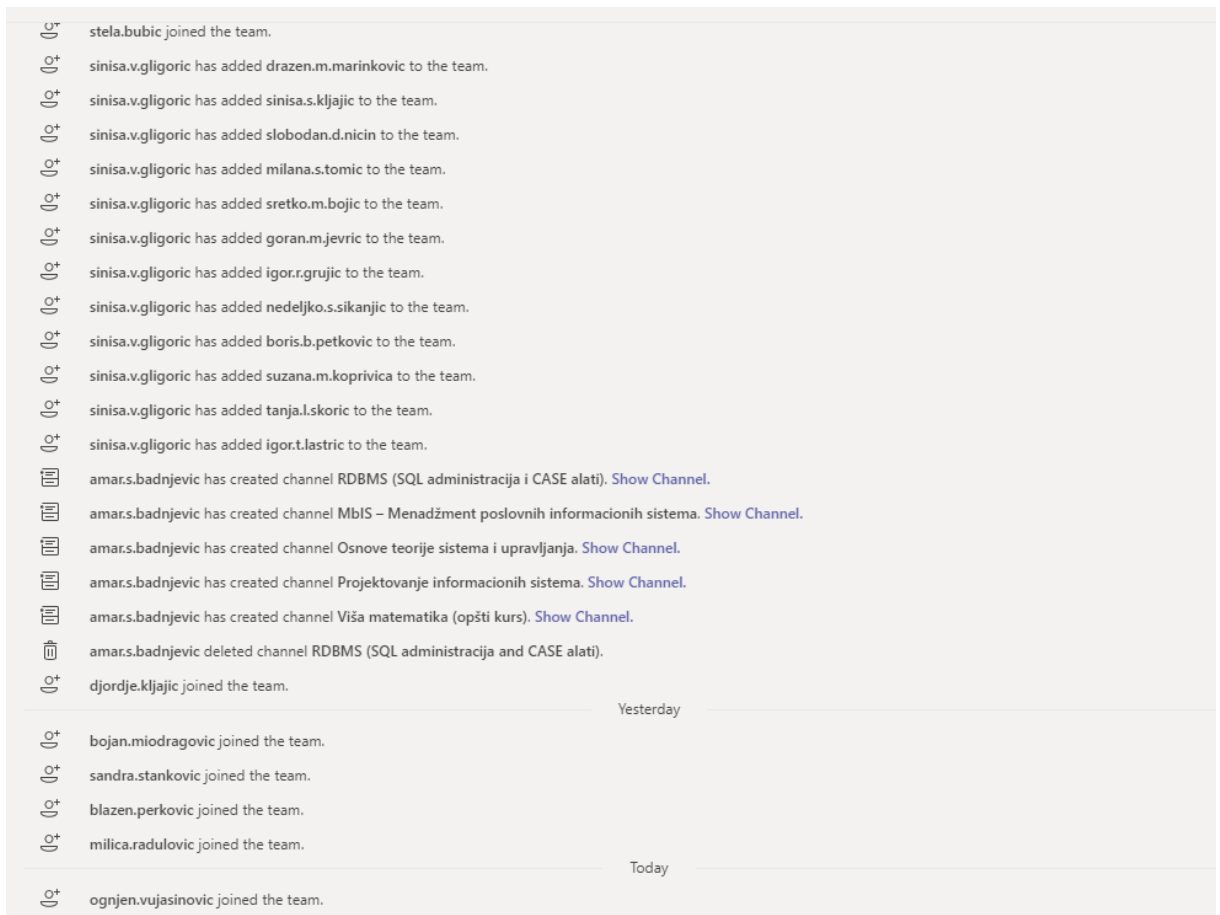 stela.bubic joined the team.
sinisa.v.gligoric has added drazen.m.marinkovic to the team.
sinisa.v.gligoric has added sinisa.s.kljajic to the team.
sinisa.v.gligoric has added slobodan.d.nicin to the team.
sinisa.v.gligoric has added milana.s.tomic to the team.
sinisa.v.gligoric has added sretko.m.bojic to the team.
sinisa.v.gligoric has added goran.m.jevric to the team.
sinisa.v.gligoric has added igor.r.grujic to the team.
sinisa.v.gligoric has added nedeljko.s.sikanjic to the team.
sinisa.v.gligoric has added boris.b.petkovic to the team.
sinisa.v.gligoric has added suzana.m.koprivica to the team.
sinisa.v.gligoric has added tanja.l.skoric to the team.
sinisa.v.gligoric has added igor.t.lastric to the team.
amar.s.badnjevic has created channel RDBMS (SQL administracija i CASE alati). Show Channel.
amar.s.badnjevic has created channel MbIS – Menadžment poslovnih informacionih sistema. Show Channel.
amar.s.badnjevic has created channel Osnove teorije sistema i upravljanja. Show Channel.
amar.s.badnjevic has created channel Projektovanje informacionih sistema. Show Channel.
amar.s.badnjevic has created channel Viša matematika (opšti kurs). Show Channel.
amar.s.badnjevic deleted channel RDBMS (SQL administracija and CASE alati).
djordje.kljajic joined the team.
Yesterday
bojan.miodragovic joined the team.
sandra.stankovic joined the team.
blazen.perkovic joined the team.
milica.radulovic joined the team.
Today
ognjen.vujasinovic joined the team.